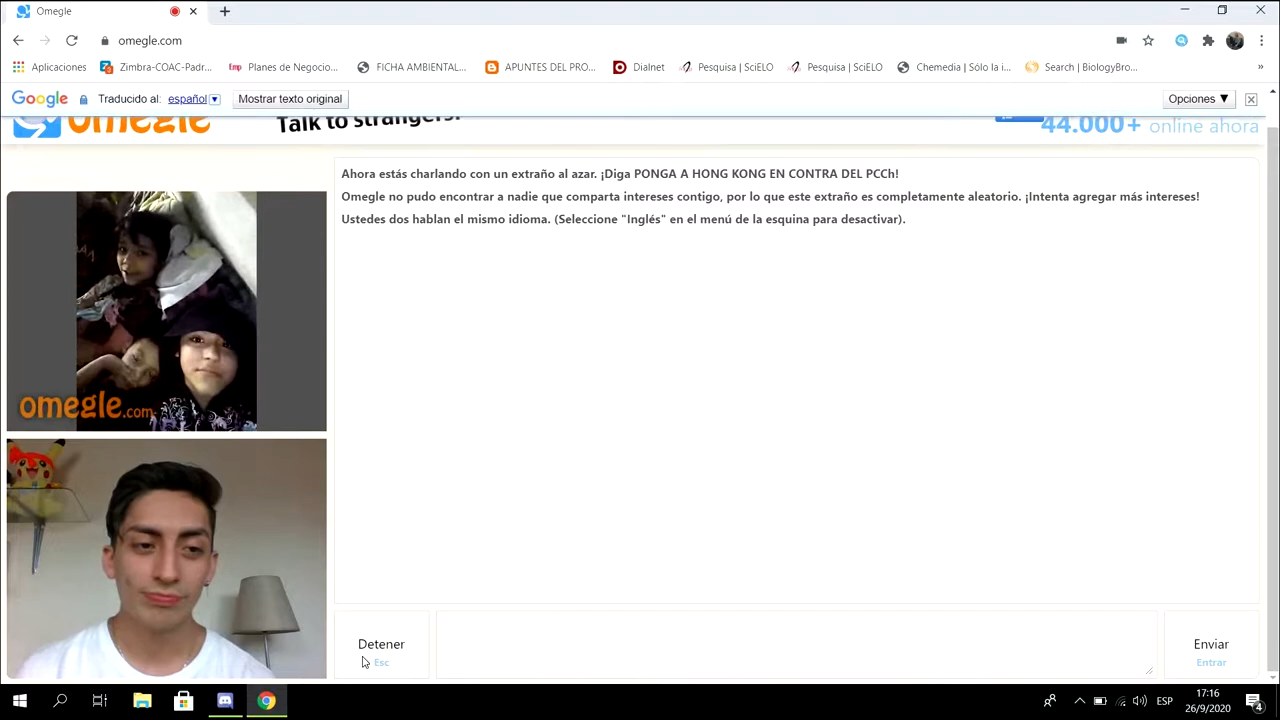 Omegle
omegle.com
Aplicaciones
Zimbra-COAC-Padr...
Emp Planes de Negocio...
FICHA AMBIENTAL...
APUNTES DEL PRO...
Dialnet
Pesquisa | SciELO
Pesquisa | SciELO
Chemedia | Sólo la i...
Search | BiologyBro...
»
Google
Traducido al: español
Mostrar texto original
Opciones ▼
omegle
Talk to strangers!
44.000+ online ahora
Ahora estás charlando con un extraño al azar. ¡Diga PONGA A HONG KONG EN CONTRA DEL PCCh!
Omegle no pudo encontrar a nadie que comparta intereses contigo, por lo que este extraño es completamente aleatorio. ¡Intenta agregar más intereses!
Ustedes dos hablan el mismo idioma. (Seleccione "Inglés" en el menú de la esquina para desactivar).
omegle.com
Detener
Esc
Enviar
Entrar
ESP
17:16
26/9/2020
4